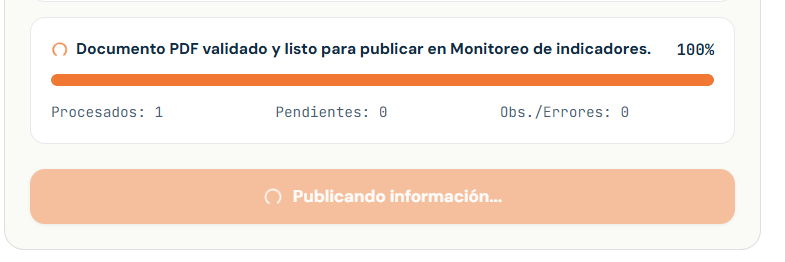 Documento PDF validado y listo para publicar en Monitoreo de indicadores. 100%
Procesados: 1 Pendientes: 0 Obs./Errores: 0
Publicando información...